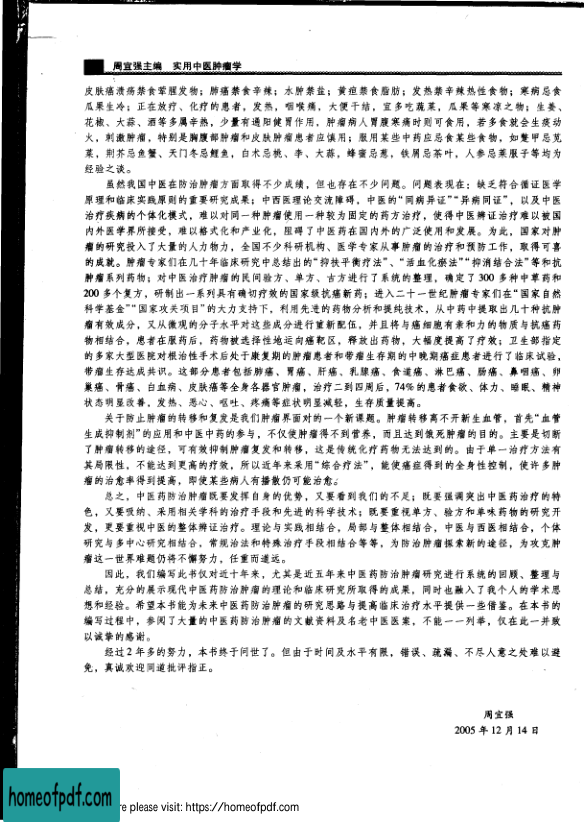 周宜强主编 实用中医肿瘤学
皮肤癌溃疡禁食荤腥发物；肺癌禁食辛辣；水肿禁盐；黄疸禁食脂肪；发热禁辛辣热性食物；寒病忌食
瓜果生冷；正在放疗、化疗的患者，发热，咽喉痛，大便干结，宜多吃蔬菜，瓜果等寒凉之物；生姜、
花椒、大蒜、酒等多属辛热，少量有通阳健胃作用，肿瘤病人胃腹寒痛时则可食用，若多食就会生痰动
火，刺激肿瘤，特别是胸腹部肿瘤和皮肤肿瘤患者应慎用；服用某些中药应忌食某些食物，如鳖甲忌苋
菜，荆芥忌鱼蟹、天门冬忌鲤鱼，白术忌桃、李、大蒜，蜂蜜忌葱，铁屑忌茶叶，人参忌莱服子等均为
经验之谈。
虽然我国中医在防治肿瘤方面取得不少成绩，但也存在不少问题。问题表现在：缺乏符合循证医学
原理和临床实践原则的重要研究成果；中西医理论交流障碍，中医的“同病异证”“异病同证”，以及中医
治疗疾病的个体化模式，难以对同一种肿瘤使用一种较为固定的药方治疗，使得中医辨证治疗难以被国
内外医学界所接受，难以格式化和产业化，阻碍了中医药在国内外的广泛使用和发展。为此，国家对肿
瘤的研究投入了大量的人力物力，全国不少科研机构、医学专家从事肿瘤的治疗和预防工作，取得可喜
的成就。肿瘤专家们在几十年临床研究中总结出的“扶持平衡疗法”、“活血化瘀法”“抑消结合法”等和抗
肿瘤系列药物；对中医治疗肿瘤的民间验方、单方、古方进行了系统的整理，确定了 300 多种中草药和
200 多个复方，研制出一系列具有确切疗效的国家级抗癌新药；进入二十一世纪肿瘤专家们在“国家自然
科学基金”“国家攻关项目”的大力支持下，利用先进的药物分析和提纯技术，从中药中提取出几十种抗肿
瘤有效成分，又从微观的分子水平对这些成分进行重新配伍，并且将与癌细胞有亲和力的物质与抗癌药
物相结合，患者在服药后，药物被选择性地运向癌靶区，释放出药物，大幅度提高了疗效；卫生部指定
的多家大型医院对根治性手术后处于康复期的肿瘤患者和带瘤生存期的中晚期癌症患者进行了临床试验，
带瘤生存达成共识。这部分患者包括肺癌、胃癌、肝癌、乳腺癌、食道癌、淋巴癌、肠癌、鼻咽癌、卵
巢癌、骨癌、白血病、皮肤癌等全身各器官肿瘤，治疗二到四周后，74%的患者食欲、体力、睡眠、精神
状态明显改善，发热、恶心、呕吐、疼痛等症状明显减轻，生存质量提高。
关于防止肿瘤的转移和复发是我们肿瘤界面对的一个新课题。肿瘤转移离不开新生血管，首先“血管
生成抑制剂”的应用和中医中药的参与，不仅使肿瘤得不到营养，而且达到饿死肿瘤的目的。主要是切断
了肿瘤转移的途径，可有效抑制肿瘤复发和转移，这是传统化疗药物无法达到的。由于单一治疗方法有
其局限性，不能达到更高的疗效，所以近年来采用“综合疗法”，能使癌症得到的全身性控制，使许多肿
瘤的治愈率得到提高，即使某些病人有播散仍可能治愈。
总之，中医药防治肿瘤既要发挥自身的优势，又要看到我们的不足；既要强调突出中医药治疗的特
色，又要吸纳、采用相关学科的治疗手段和先进的科学技术；既要重视单方、验方和单味药物的研究开
发，更要重视中医的整体辨证治疗。理论与实践相结合，局部与整体相结合，中医与西医相结合，个体
研究与多中心研究相结合，常规治法和特殊治疗手段相结合等等，为防治肿瘤探索新的途径，为攻克肿
瘤这一世界难题仍将不懈努力，任重而道远。
因此，我们编写此书仅对近十年来，尤其是近五年来中医药防治肿瘤研究进行系统的回顾、整理与
总结，充分的展示现代中医药防治肿瘤的理论和临床研究所取得的成果，同时也融入了我个人的学术思
想和经验。希望本书能为未来中医药防治肿瘤的研究思路与提高临床治疗水平提供一些借鉴。在本书的
编写过程中，参阅了大量的中医药防治肿瘤的文献资料及名老中医医案，不能一一列举，仅在此一并致
以诚挚的感谢。
经过 2 年多的努力，本书终于问世了。但由于时间及水平有限，错误、疏漏、不尽人意之处难以避
免，真诚欢迎同道批评指正。
周宜强
2005 年 12 月 14 日
homeofpdf.com
re please visit: https://homeofpdf.com